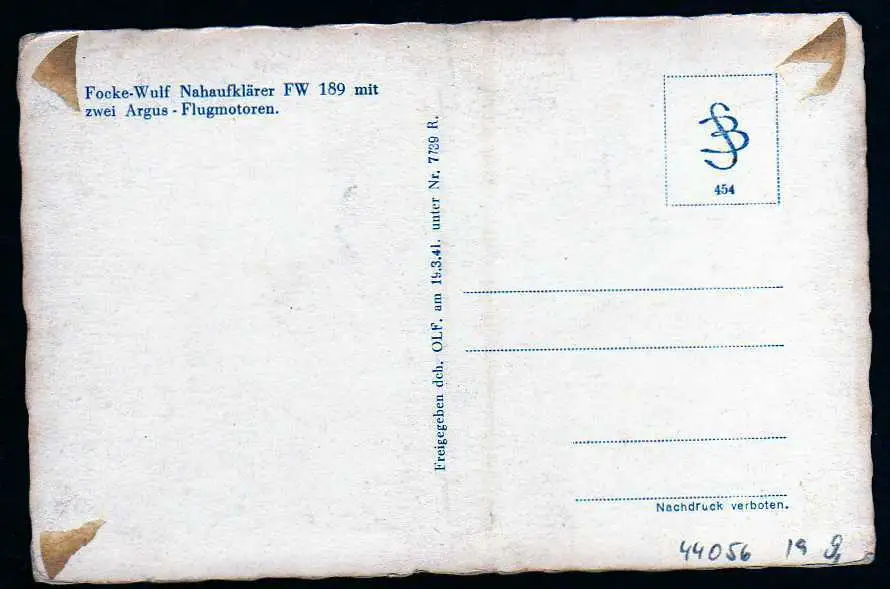 Focke-Wulf Nahaufklärer FW 189 mit
zwei Argus - Flugmotoren.
Freigegeben dch. OLF. am 19.3.41. unter Nr. 7739 R.
454
Nachdruck verboten.
44056 19